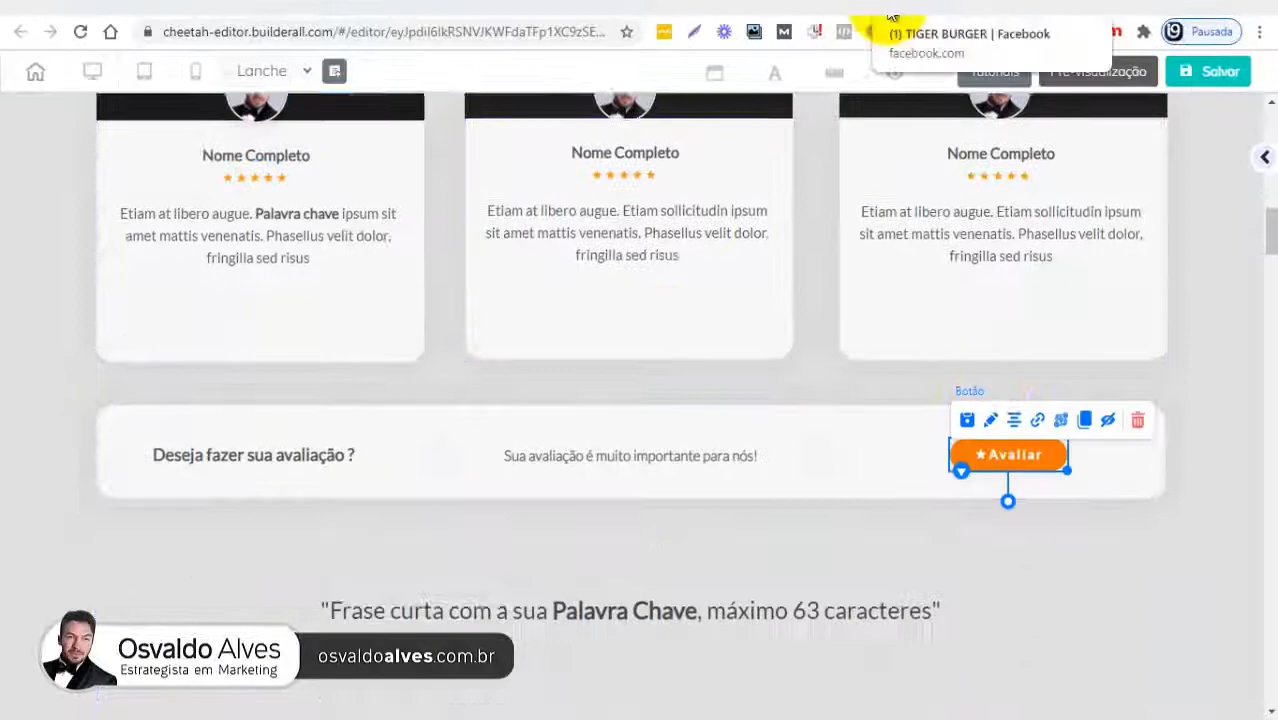 cheetah-editor.builderall.com/#/editor/eyJpdiI6IkRSNVJKWFdaTFp1XC9zSE...
(1) TIGER BURGER | Facebook
facebook.com
Pausada
Lanche
A
Tutoriais
Pré-visualização
Salvar
Nome Completo
Etiam at libero augue. Palavra chave ipsum sit
amet mattis venenatis. Phasellus velit dolor,
fringilla sed risus
Nome Completo
Etiam at libero augue. Etiam sollicitudin ipsum
sit amet mattis venenatis. Phasellus velit dolor,
fringilla sed risus
Nome Completo
Etiam at libero augue. Etiam sollicitudin ipsum
sit amet mattis venenatis. Phasellus velit dolor,
fringilla sed risus
Botão
Deseja fazer sua avaliação ?
Sua avaliação é muito importante para nós!
★Avaliar
"Frase curta com a sua Palavra Chave, máximo 63 caracteres"
Osvaldo Alves
Estrategista em Marketing
osvaldoalves.com.br